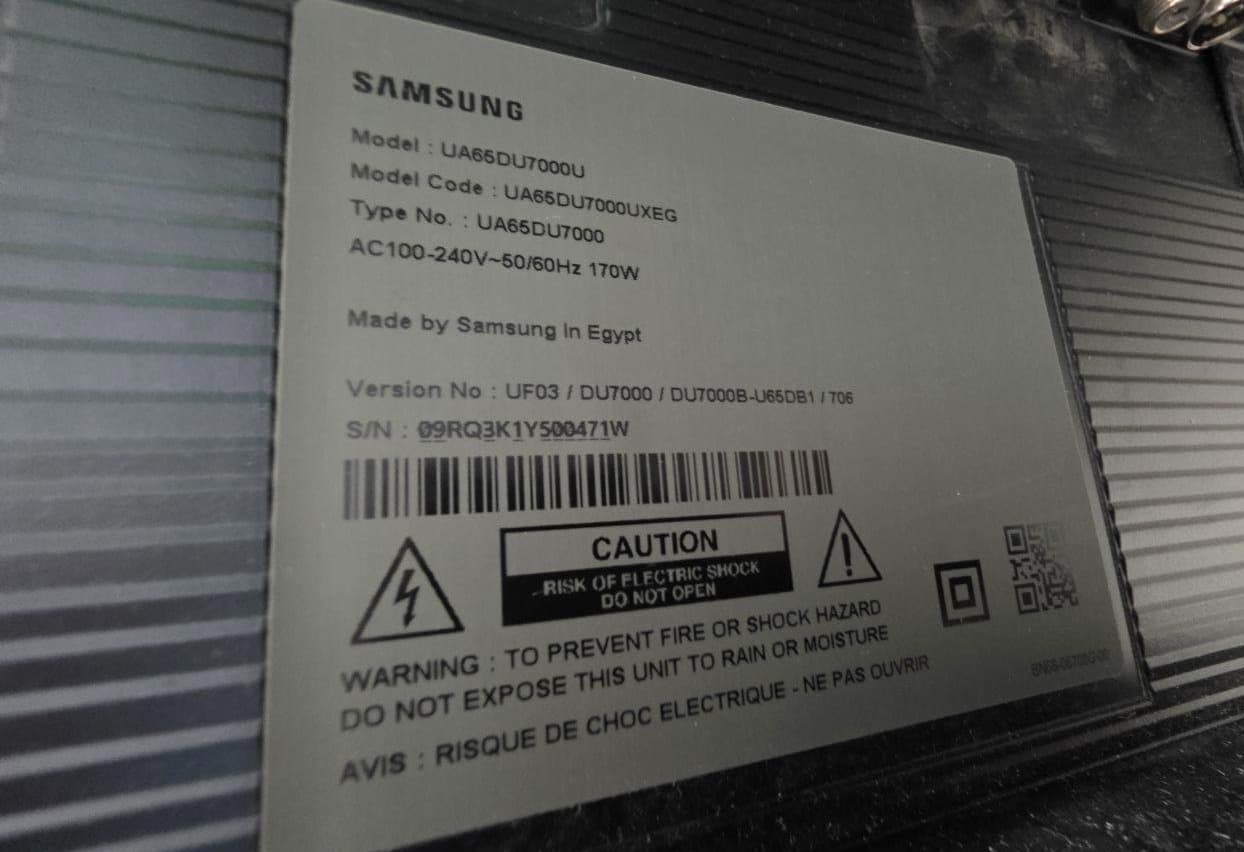 SAMSUNG
Model : UA65DU7000U
Model Code : UA65DU7000UXEG
Type No. : UA65DU7000
AC100-240V~50/60Hz 170W
Made by Samsung in Egypt
Version No : UF03 / DU7000 / DU7000B-U65DB1 / 706
S/N : 09RQ3K1Y500471W
CAUTION
RISK OF ELECTRIC SHOCK
DO NOT OPEN
WARNING : TO PREVENT FIRE OR SHOCK HAZARD
DO NOT EXPOSE THIS UNIT TO RAIN OR MOISTURE
AVIS : RISQUE DE CHOC ELECTRIQUE - NE PAS OUVRIR